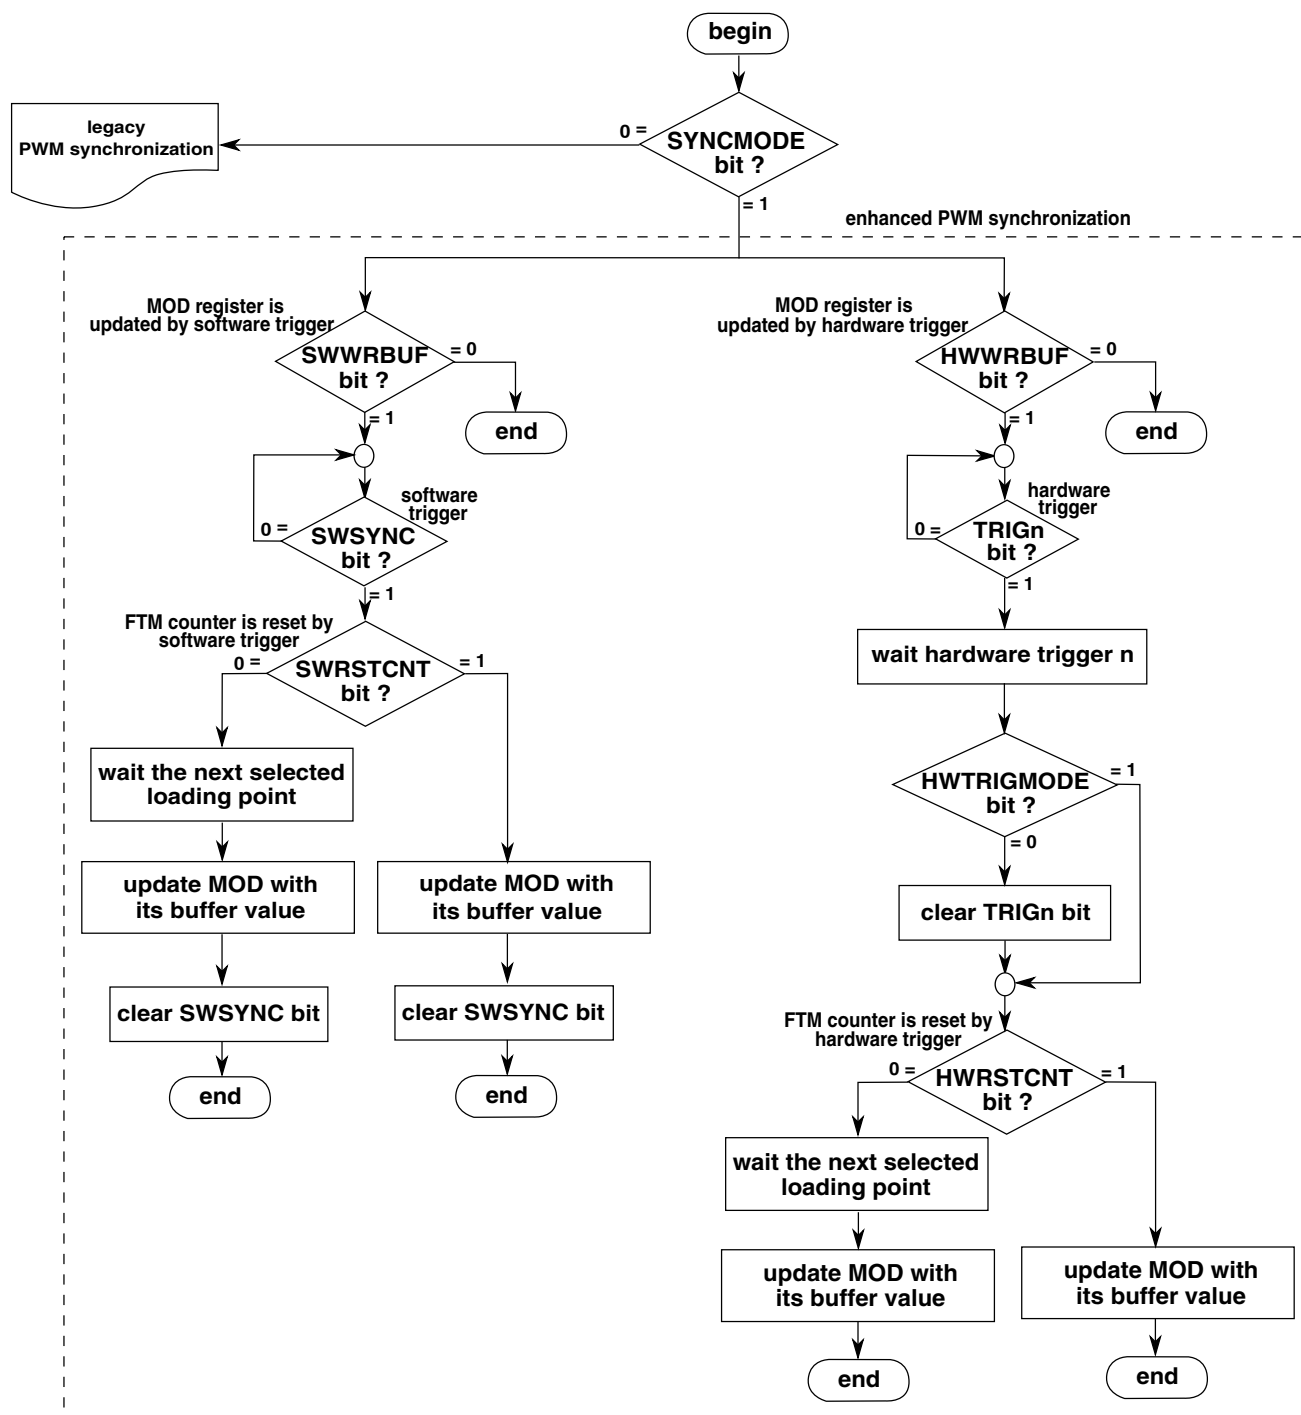 begin
legacy
PWM synchronization
0 =
SYNCMODE
bit ?
= 1
enhanced PWM synchronization
MOD register is
updated by software trigger
SWWRBUF
bit ?
= 0
= 1
end
software
trigger
0 =
SWSYNC
bit ?
= 1
FTM counter is reset by
software trigger
0 =
SWRSTCNT
bit ?
= 1
wait the next selected
loading point
update MOD with
its buffer value
clear SWSYNC bit
end
update MOD with
its buffer value
clear SWSYNC bit
end
MOD register is
updated by hardware trigger
HWWRBUF
bit ?
= 0
= 1
end
hardware
trigger
0 =
TRIGn
bit ?
= 1
wait hardware trigger n
HWTRIGMODE
bit ?
= 1
= 0
clear TRIGn bit
FTM counter is reset by
hardware trigger
0 =
HWRSTCNT
bit ?
= 1
wait the next selected
loading point
update MOD with
its buffer value
end
update MOD with
its buffer value
end